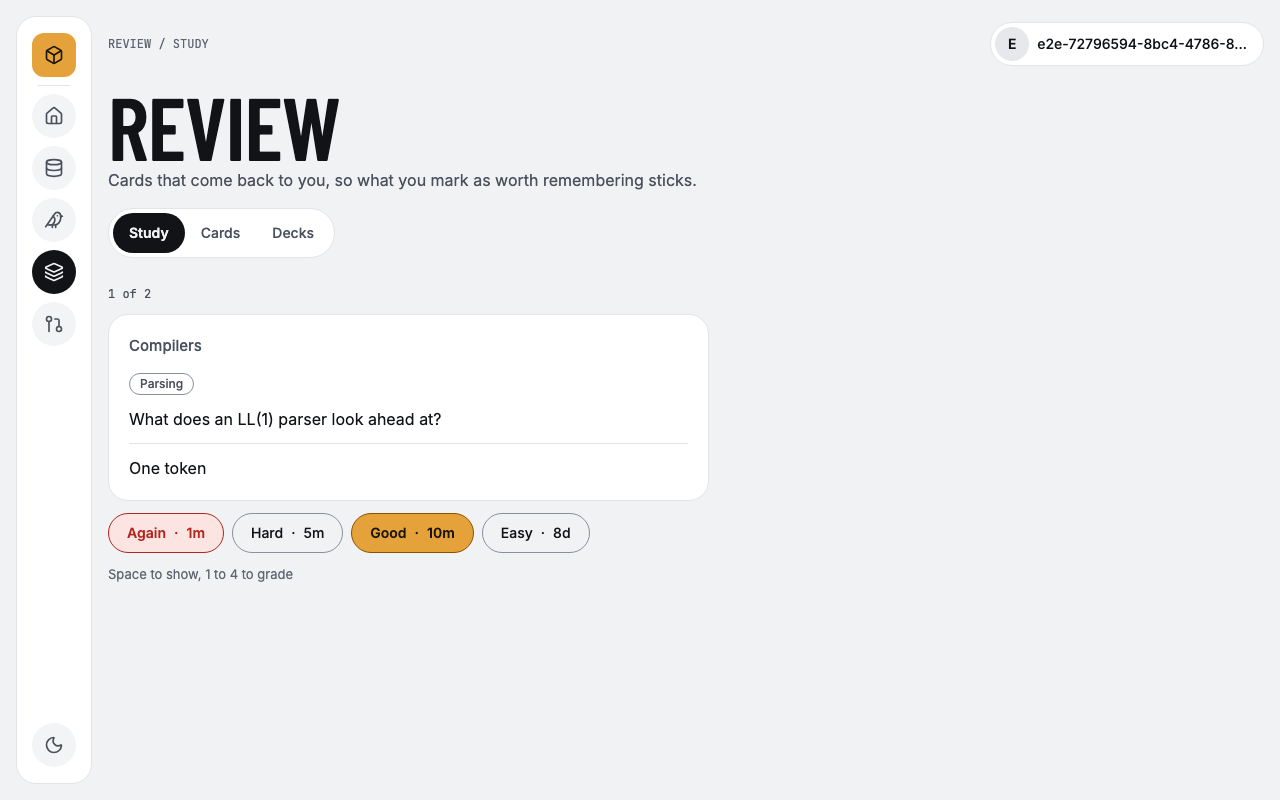 REVIEW / STUDY
E e2e-72796594-8bc4-4786-8...
REVIEW
Cards that come back to you, so what you mark as worth remembering sticks.
Study Cards Decks
1 of 2
Compilers
Parsing
What does an LL(1) parser look ahead at?
One token
Again · 1m Hard · 5m Good · 10m Easy · 8d
Space to show, 1 to 4 to grade